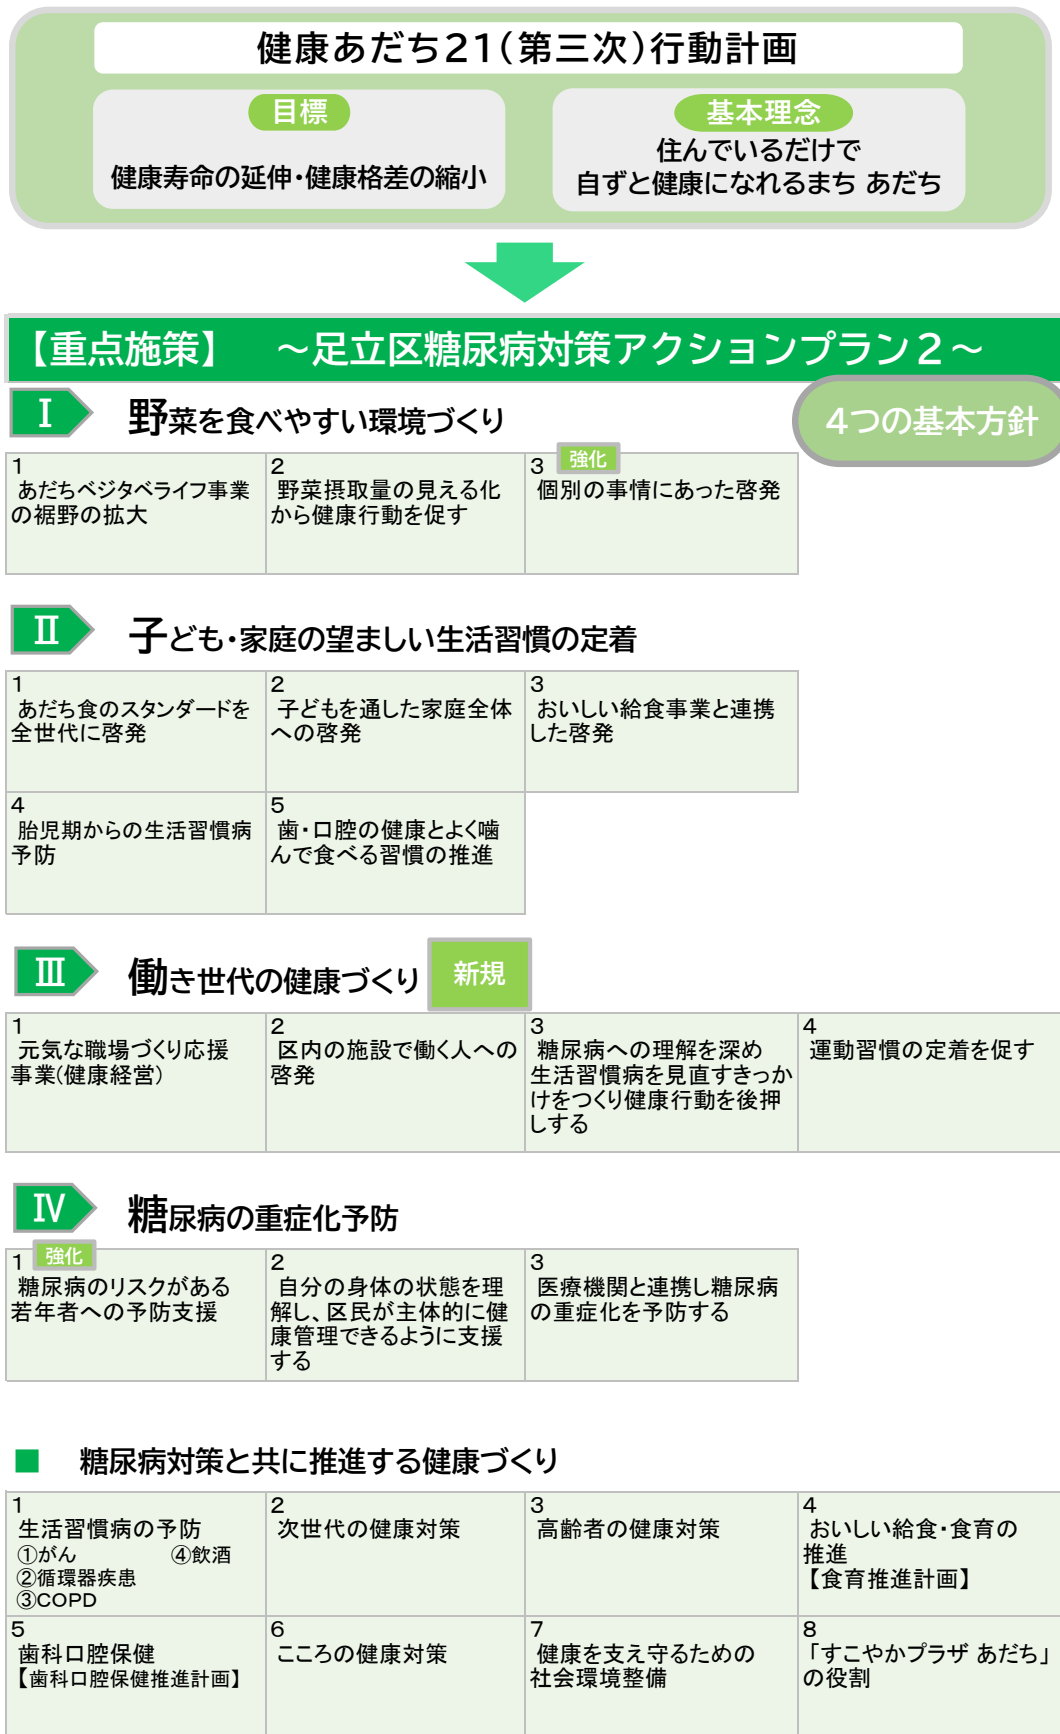 健康あだち21(第三次)行動計画
目標
健康寿命の延伸・健康格差の縮小
基本理念
住んでいるだけで
自ずと健康になれるまち あだち
【重点施策】 ~足立区糖尿病対策アクションプラン2~
4つの基本方針
Ⅰ 野菜を食べやすい環境づくり
1
あだちベジタベライフ事業
の裾野の拡大
2
野菜摂取量の見える化
から健康行動を促す
3 強化
個別の事情にあった啓発
Ⅱ 子ども・家庭の望ましい生活習慣の定着
1
あだち食のスタンダードを
全世代に啓発
2
子どもを通した家庭全体
への啓発
3
おいしい給食事業と連携
した啓発
4
胎児期からの生活習慣病
予防
5
歯・口腔の健康とよく噛
んで食べる習慣の推進
Ⅲ 働き世代の健康づくり 新規
1
元気な職場づくり応援
事業(健康経営)
2
区内の施設で働く人への
啓発
3
糖尿病への理解を深め
生活習慣病を見直すきっか
けをつくり健康行動を後押
しする
4
運動習慣の定着を促す
Ⅳ 糖尿病の重症化予防
1 強化
糖尿病のリスクがある
若年者への予防支援
2
自分の身体の状態を理
解し、区民が主体的に健
康管理できるように支援
する
3
医療機関と連携し糖尿病
の重症化を予防する
■ 糖尿病対策と共に推進する健康づくり
1
生活習慣病の予防
①がん ④飲酒
②循環器疾患
③COPD
2
次世代の健康対策
3
高齢者の健康対策
4
おいしい給食・食育の
推進
【食育推進計画】
5
歯科口腔保健
【歯科口腔保健推進計画】
6
こころの健康対策
7
健康を支え守るための
社会環境整備
8
「すこやかプラザ あだち」
の役割